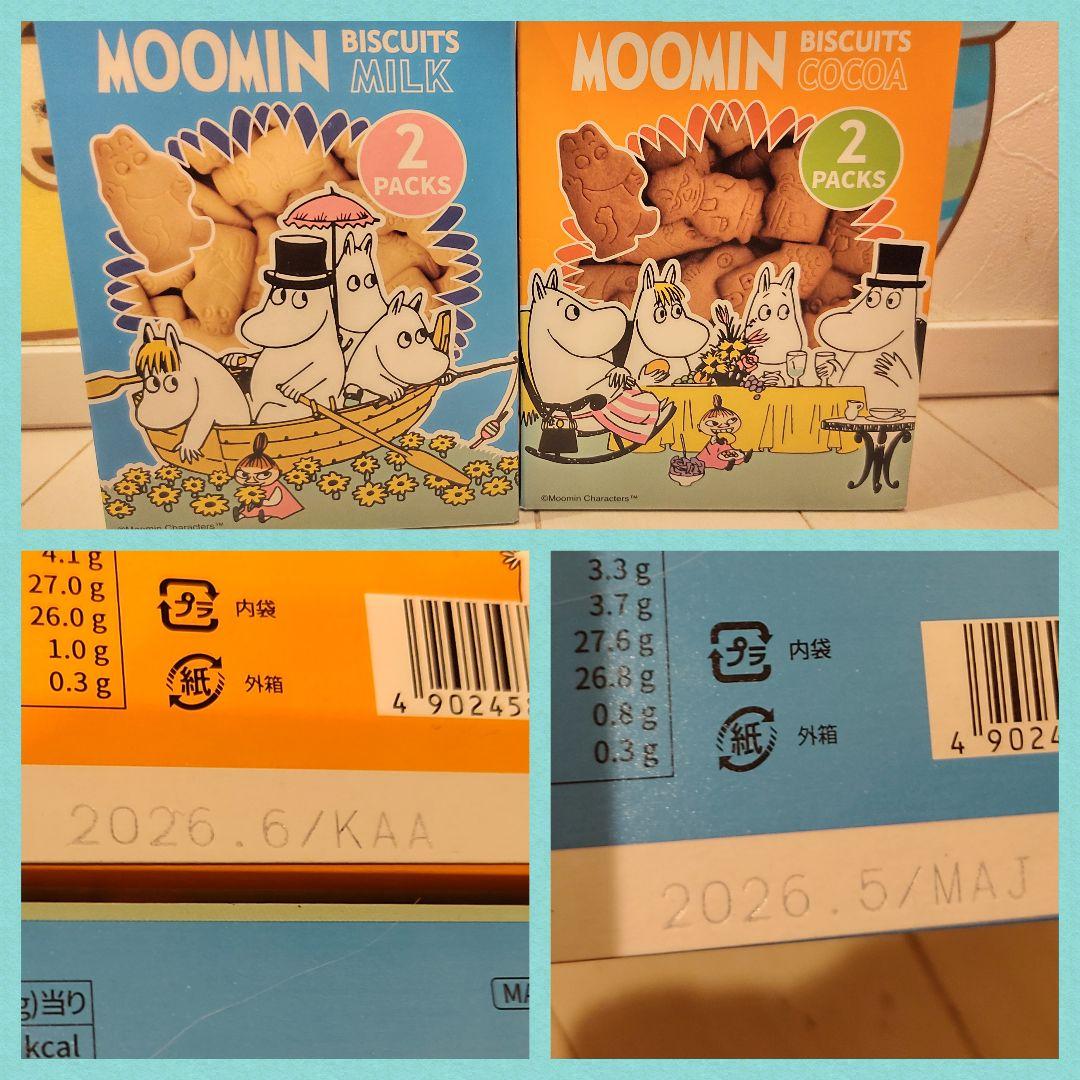 MOOMIN BISCUITS
MILK
2
PACKS
©Moomin Characters™
MOOMIN BISCUITS
COCOA
2
PACKS
©Moomin Characters™
4.1 g
27.0 g
26.0 g
1.0 g
0.3 g
プラ 内袋
紙 外箱
4 90245
2026.6/KAA
g)当り
kcal
MA
3.3 g
3.7 g
27.6 g
26.8 g
0.8 g
0.3 g
プラ 内袋
紙 外箱
4 9024
2026.5/MAJ